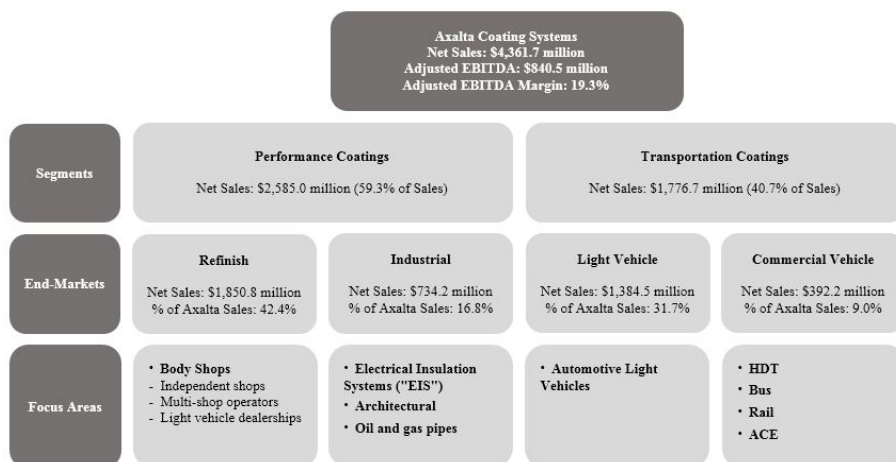 Axalta Coating Systems
Net Sales: $4,361.7 million
Adjusted EBITDA: $840.5 million
Adjusted EBITDA Margin: 19.3%
Segments
Performance Coatings
Net Sales: $2,585.0 million (59.3% of Sales)
Transportation Coatings
Net Sales: $1,776.7 million (40.7% of Sales)
End-Markets
Refinish
Net Sales: $1,850.8 million
% of Axalta Sales: 42.4%
Industrial
Net Sales: $734.2 million
% of Axalta Sales: 16.8%
Light Vehicle
Net Sales: $1,384.5 million
% of Axalta Sales: 31.7%
Commercial Vehicle
Net Sales: $392.2 million
% of Axalta Sales: 9.0%
Focus Areas
• Body Shops
- Independent shops
- Multi-shop operators
- Light vehicle dealerships
• Electrical Insulation
Systems ("EIS")
• Architectural
• Oil and gas pipes
• Automotive Light
Vehicles
• HDT
• Bus
• Rail
• ACE